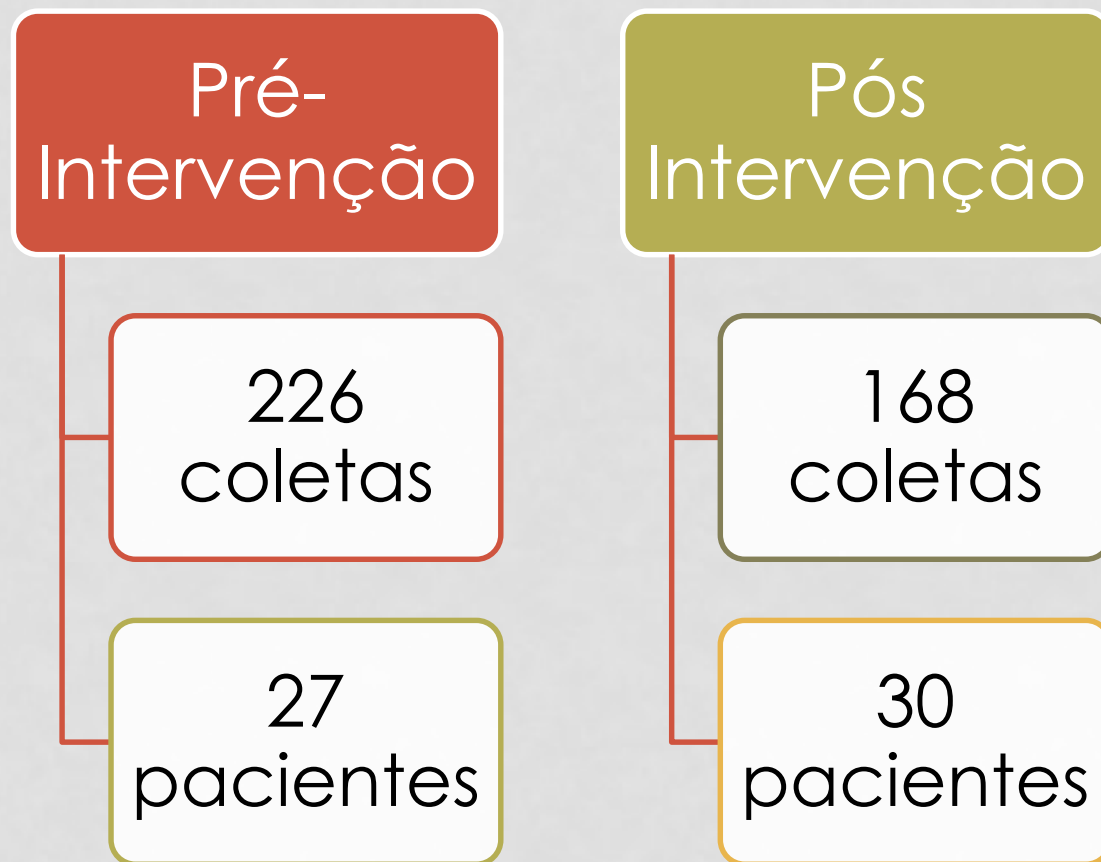 Pré-
Intervenção
226
coletas
27
pacientes
Pós
Intervenção
168
coletas
30
pacientes